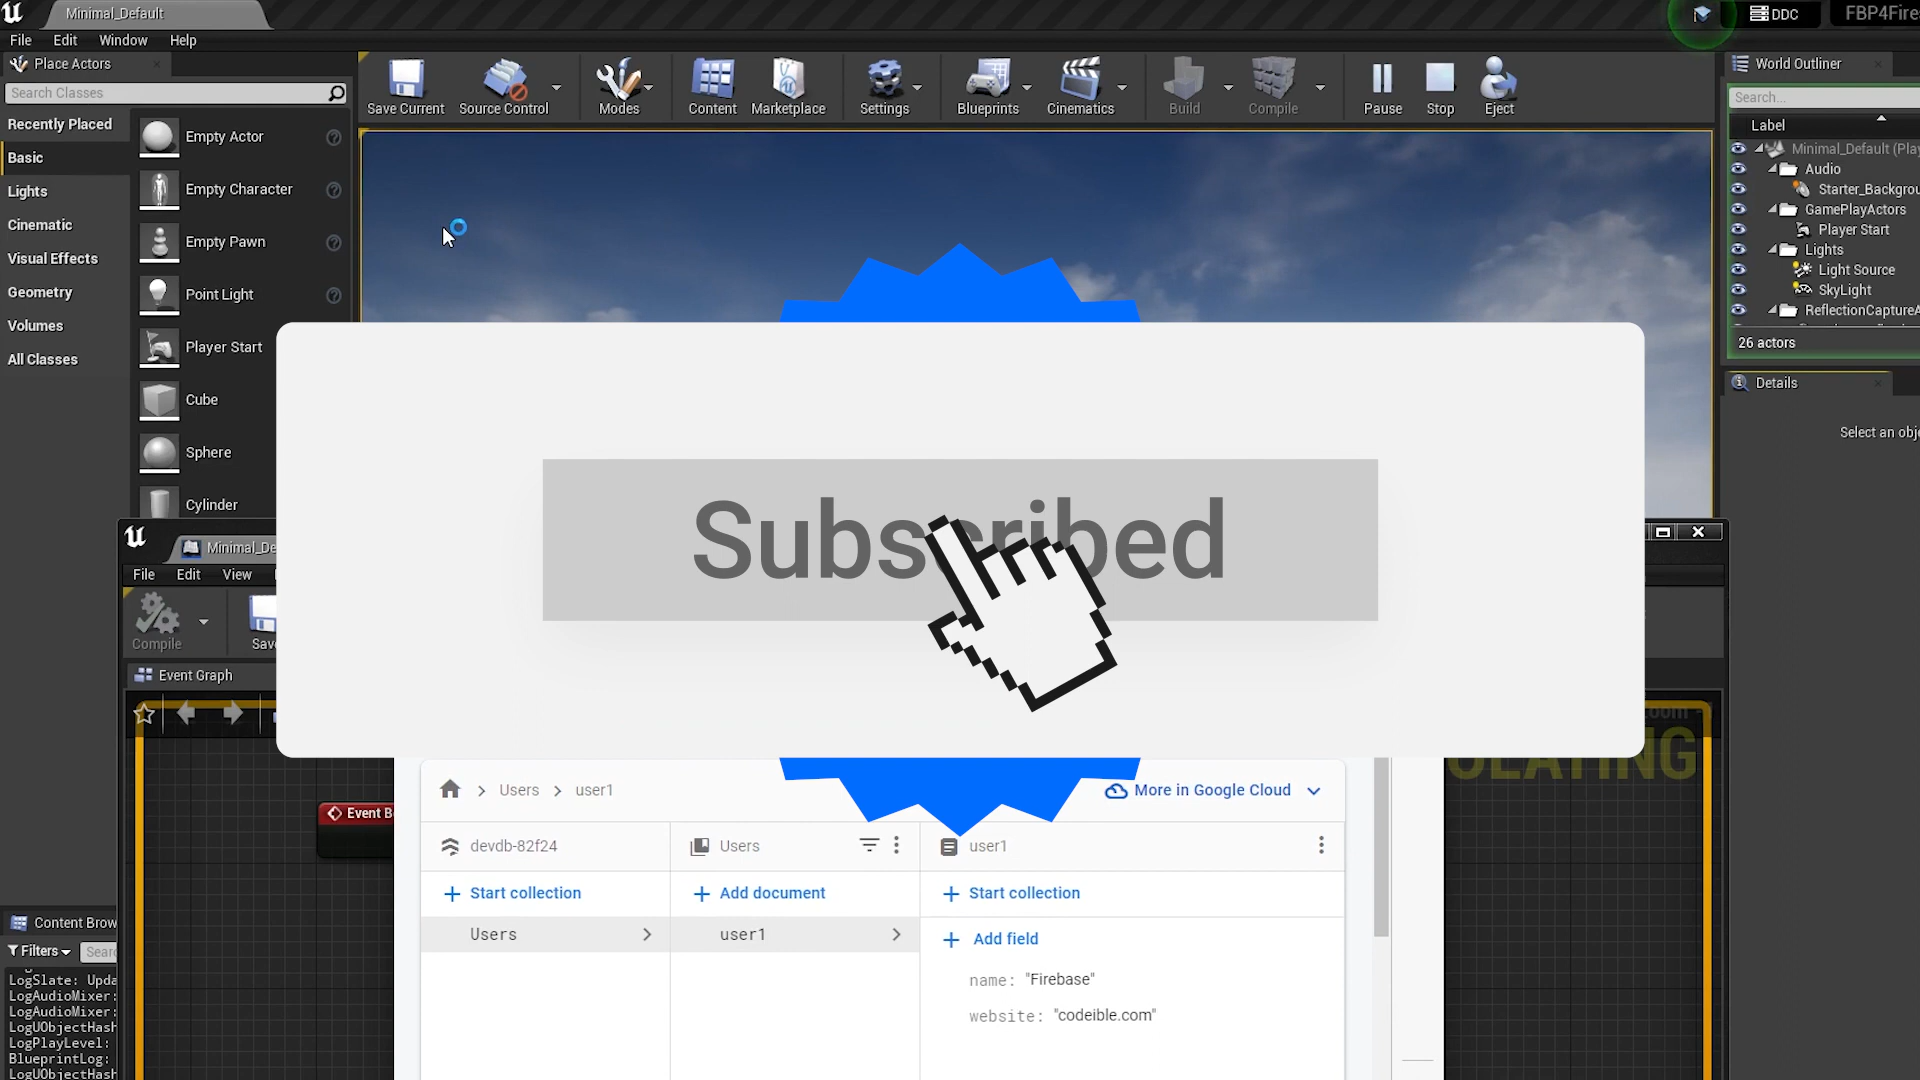 Minimal_Default
DDC
FBP4Fire
File Edit Window Help
Place Actors
Search Classes
Recently Placed
Basic
Lights
Cinematic
Visual Effects
Geometry
Volumes
All Classes
Empty Actor
Empty Character
Empty Pawn
Point Light
Player Start
Cube
Sphere
Cylinder
Save Current
Source Control
Modes
Content
Marketplace
Settings
Blueprints
Cinematics
Build
Compile
Pause
Stop
Eject
World Outliner
Search...
Label
Minimal_Default (Play
Audio
Starter_Backgrou
GamePlayActors
Player Start
Lights
Light Source
SkyLight
ReflectionCaptureA
26 actors
Details
Select an obje
Subscribed
Minimal_De
File Edit View
Compile
Save
Event Graph
Event B
Content Brow
Filters
Sear
LogSlate: Upda
LogAudioMixer:
LogAudioMixer:
LogUObjectHash
LogPlayLevel:
BlueprintLog:
LogUObjectHash
Users
user1
More in Google Cloud
devdb-82f24
Users
user1
Start collection
Add document
Start collection
Users
user1
Add field
name: "Firebase"
website: "codeible.com"